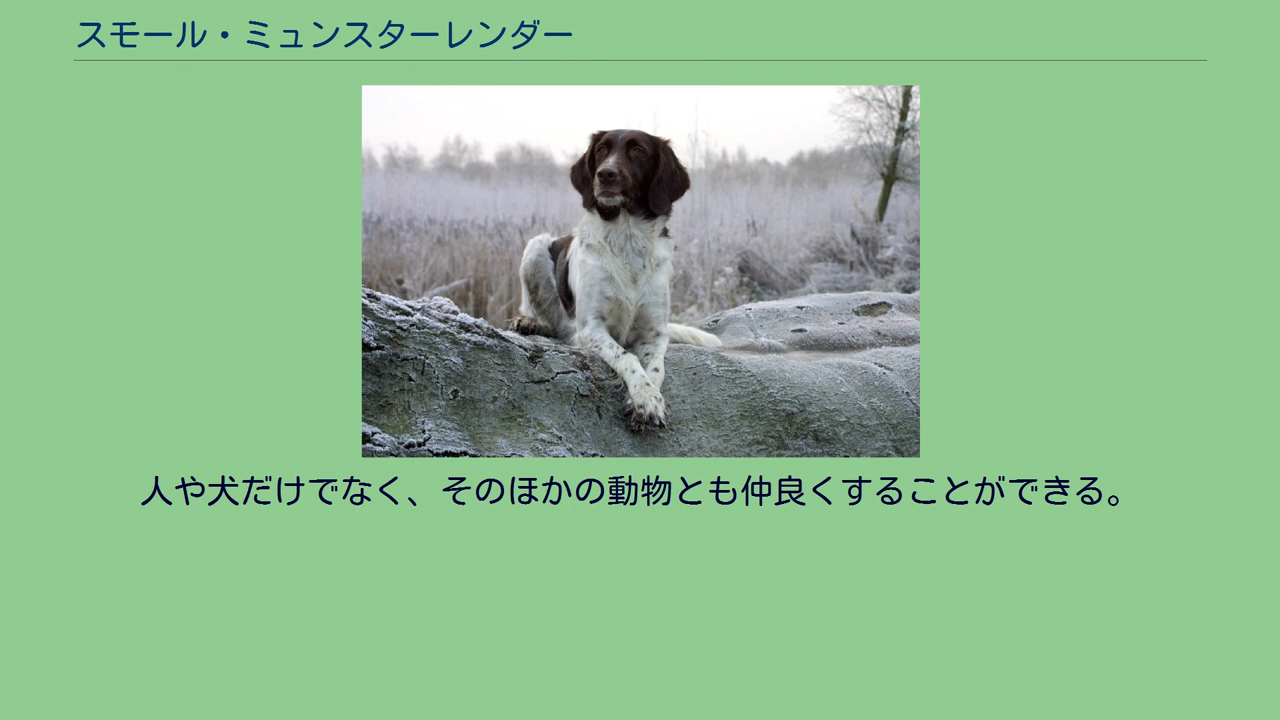 スモール・ミュンスターレンダー
人や犬だけでなく、そのほかの動物とも仲良くすることができる。